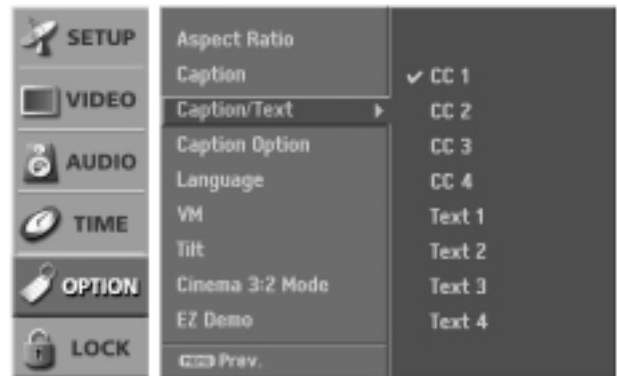 SETUP
VIDEO
AUDIO
TIME
OPTION
LOCK
Aspect Ratio
Caption
Caption/Text
Caption Option
Language
VM
Tilt
Cinema 3:2 Mode
EZ Demo
MENU Prev.
CC 1
CC 2
CC 3
CC 4
Text 1
Text 2
Text 3
Text 4